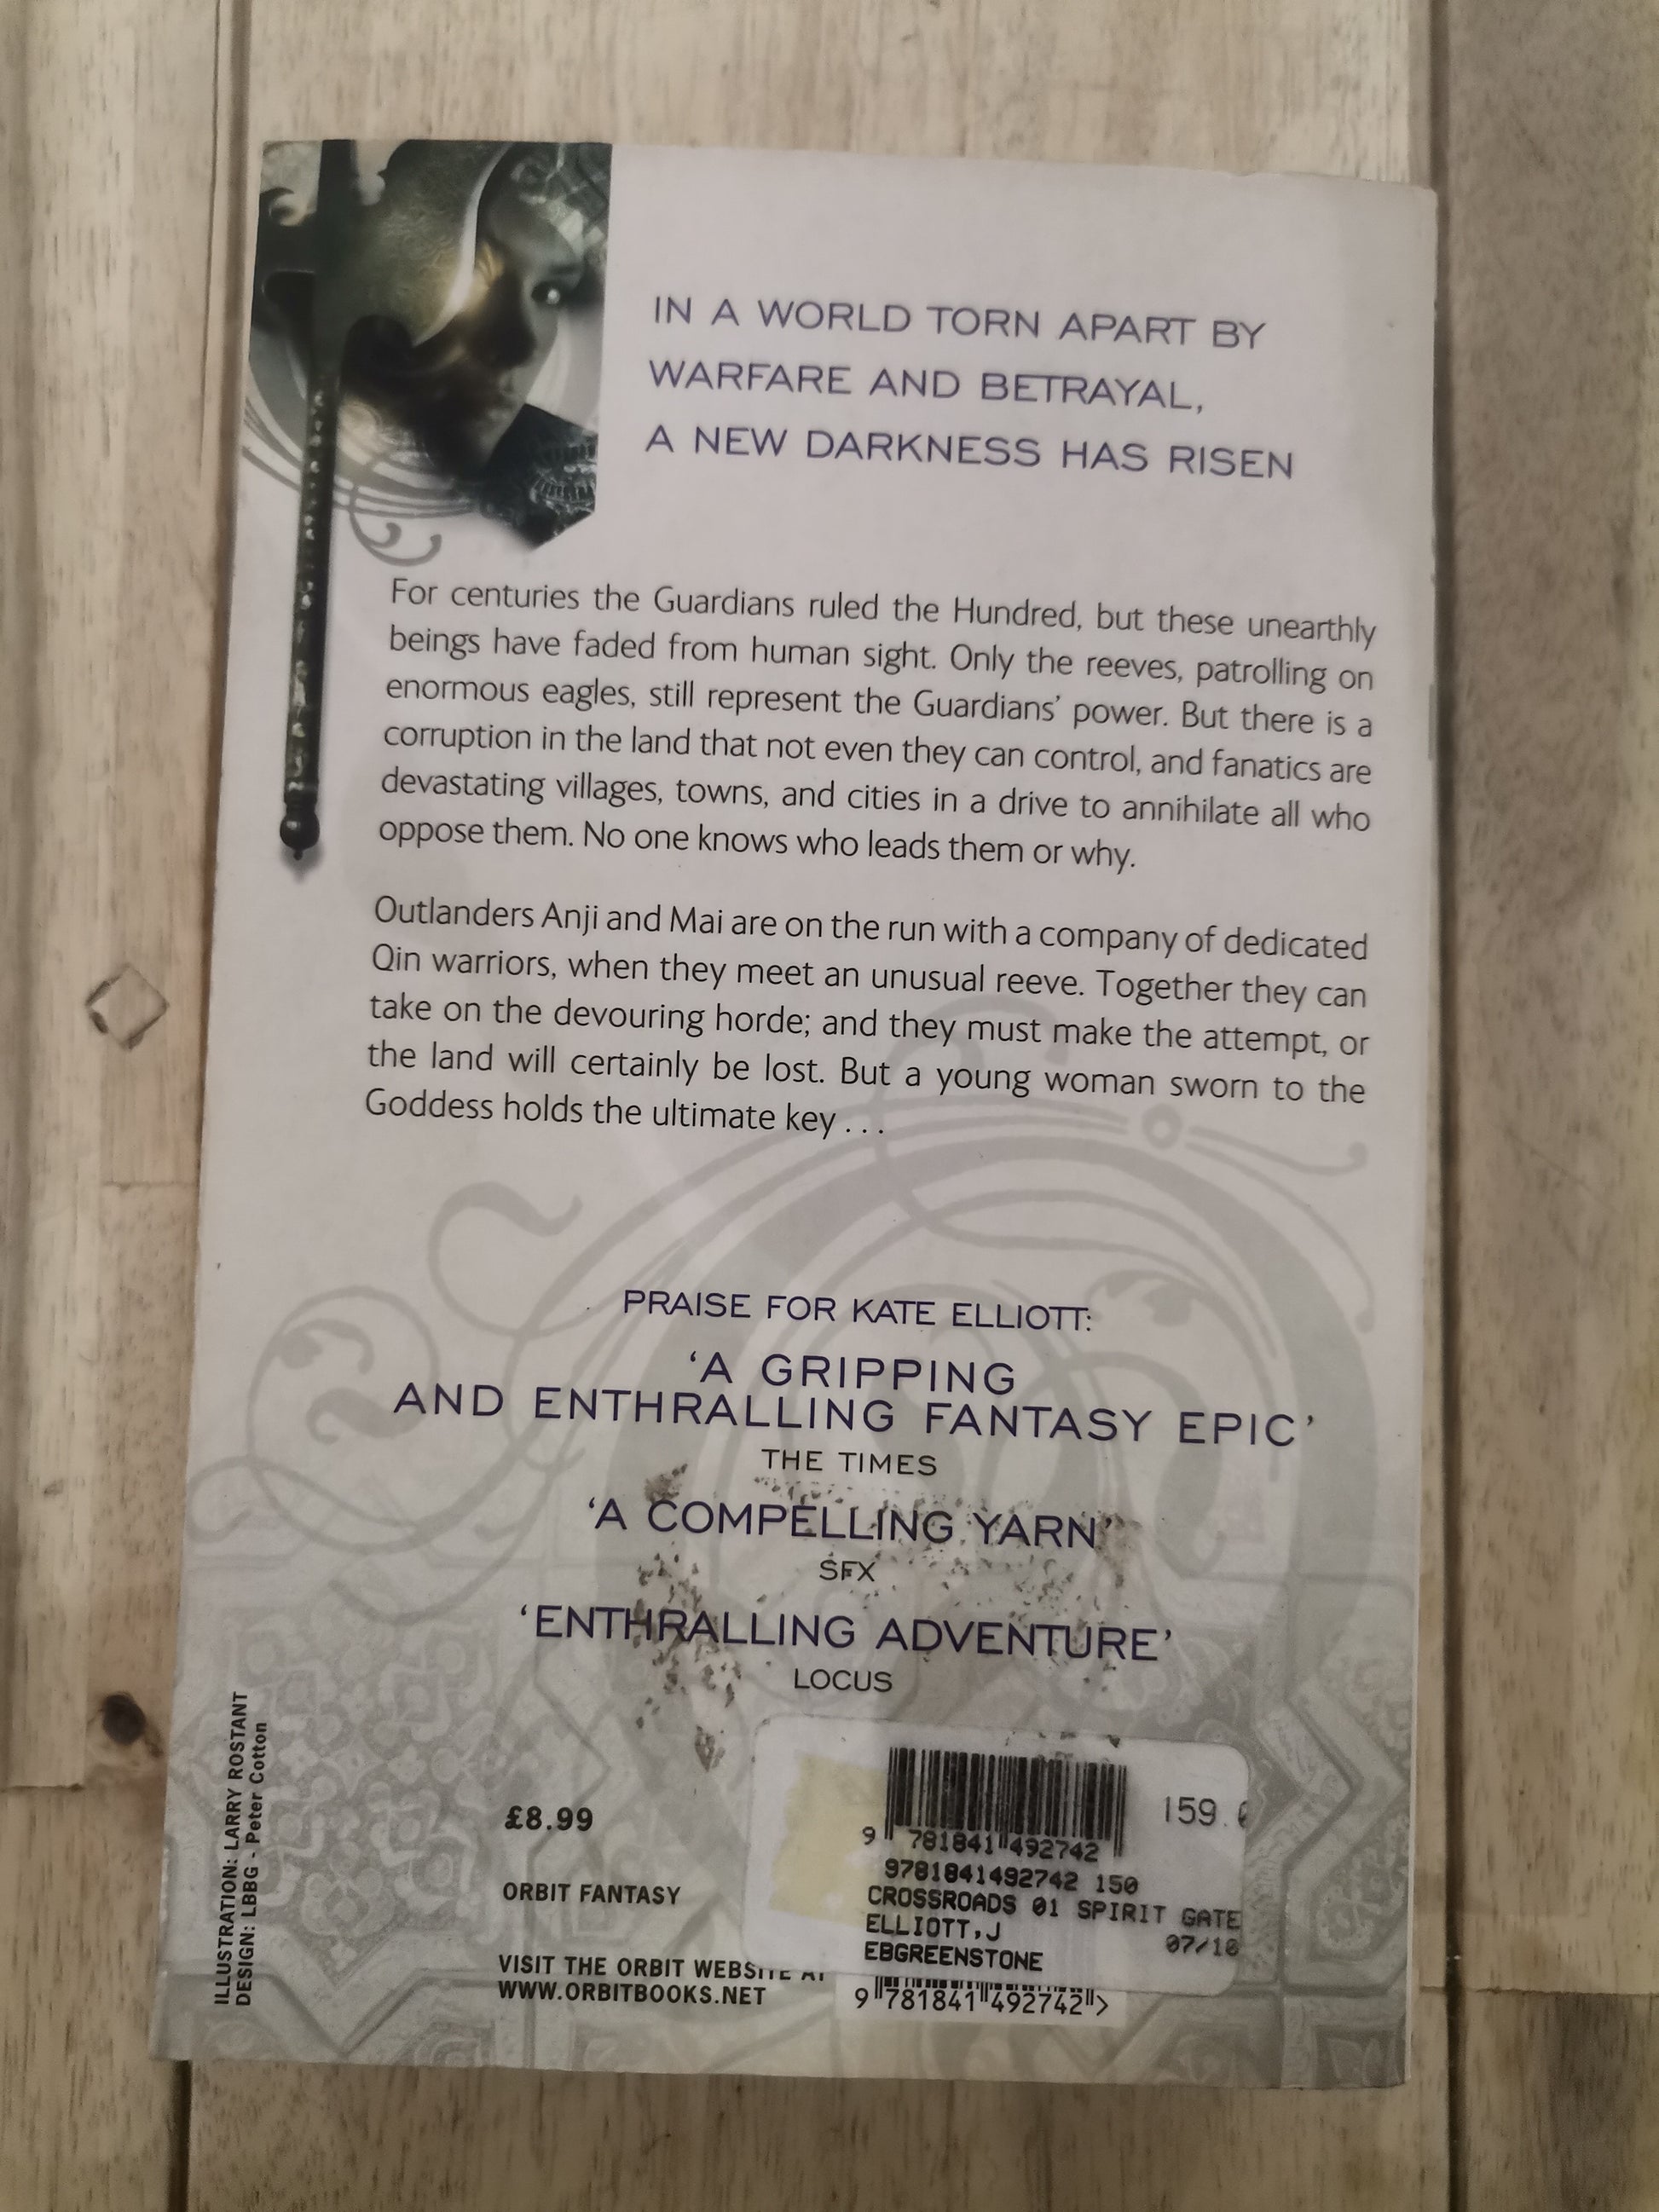 IN A WORLD TORN APART BY
WARFARE AND BETRAYAL,
A NEW DARKNESS HAS RISEN
For centuries the Guardians ruled the Hundred, but these unearthly
beings have faded from human sight. Only the reeves, patrolling on
enormous eagles, still represent the Guardians' power. But there is a
corruption in the land that not even they can control, and fanatics are
devastating villages, towns, and cities in a drive to annihilate all who
oppose them. No one knows who leads them or why.
Outlanders Anji and Mai are on the run with a company of dedicated
Qin warriors, when they meet an unusual reeve. Together they can
take on the devouring horde; and they must make the attempt, or
the land will certainly be lost. But a young woman sworn to the
Goddess holds the ultimate key . . .
PRAISE FOR KATE ELLIOTT:
‘A GRIPPING
AND ENTHRALLING FANTASY EPIC’
THE TIMES
‘A COMPELLING YARN’
SFX
‘ENTHRALLING ADVENTURE’
LOCUS
ILLUSTRATION: LARRY ROSTANT
DESIGN: LBBG - Peter Cotton
£8.99
ORBIT FANTASY
VISIT THE ORBIT WEBSITE AT
WWW.ORBITBOOKS.NET
159.
9 781841 492742
9781841492742 150
CROSSROADS 01 SPIRIT GATE
ELLIOTT,J 07/10
EBGREENSTONE
9 781841 492742 >